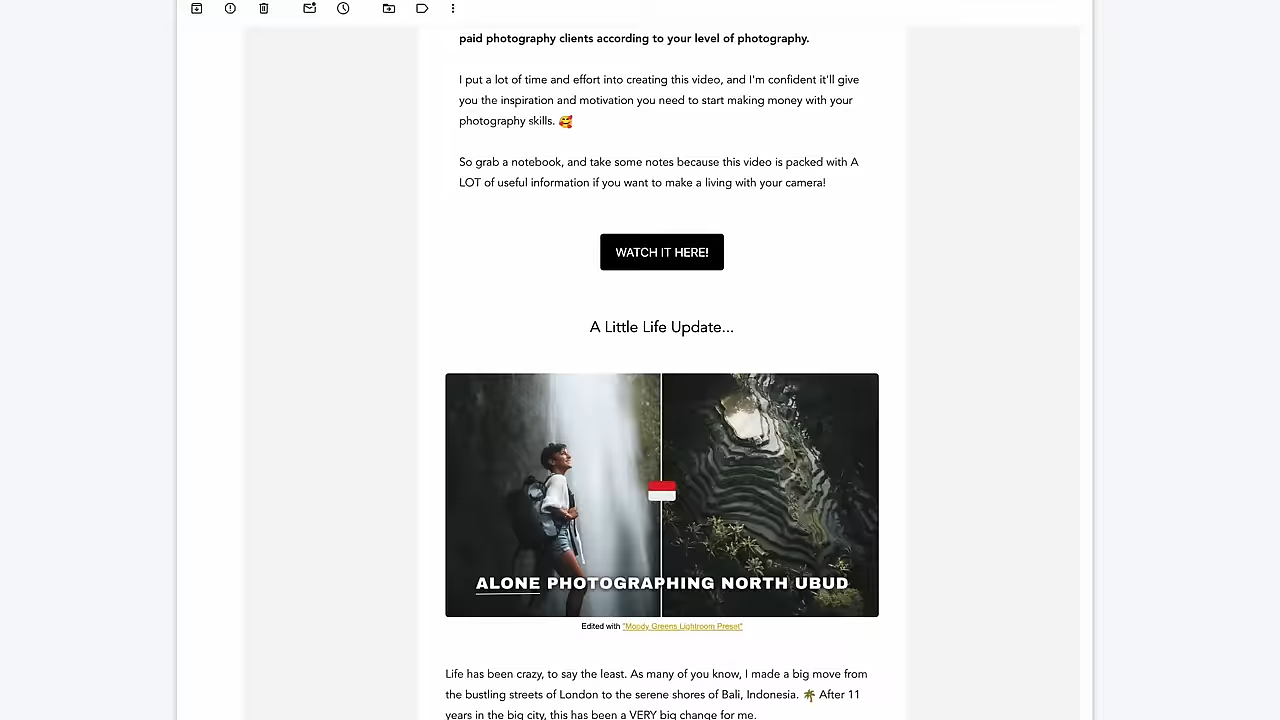 paid photography clients according to your level of photography.
I put a lot of time and effort into creating this video, and I'm confident it'll give
you the inspiration and motivation you need to start making money with your
photography skills. 🥰
So grab a notebook, and take some notes because this video is packed with A
LOT of useful information if you want to make a living with your camera!
WATCH IT HERE!
A Little Life Update...
ALONE PHOTOGRAPHING NORTH UBUD
Edited with "Moody Greens Lightroom Preset"
Life has been crazy, to say the least. As many of you know, I made a big move from
the bustling streets of London to the serene shores of Bali, Indonesia. 🌴 After 11
years in the big city, this has been a VERY big change for me.